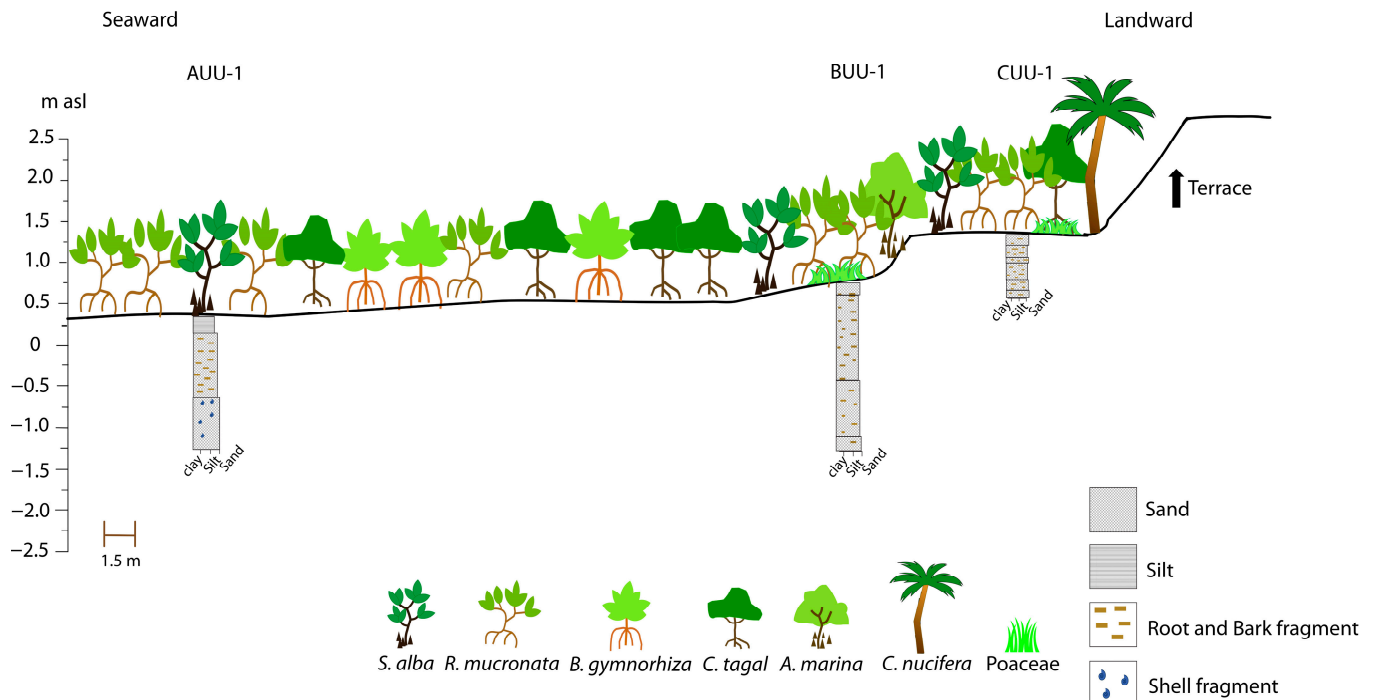 Seaward
Landward
AUU-1
BUU-1
CUU-1
m asl
2.5
2.0
1.5
1.0
0.5
0
−0.5
−1.0
−1.5
−2.0
−2.5
Terrace
clay Silt Sand
clay Silt Sand
clay Silt Sand
1.5 m
S. alba R. mucronata B. gymnorhiza C. tagal A. marina C. nucifera Poaceae
Sand
Silt
Root and Bark fragment
Shell fragment